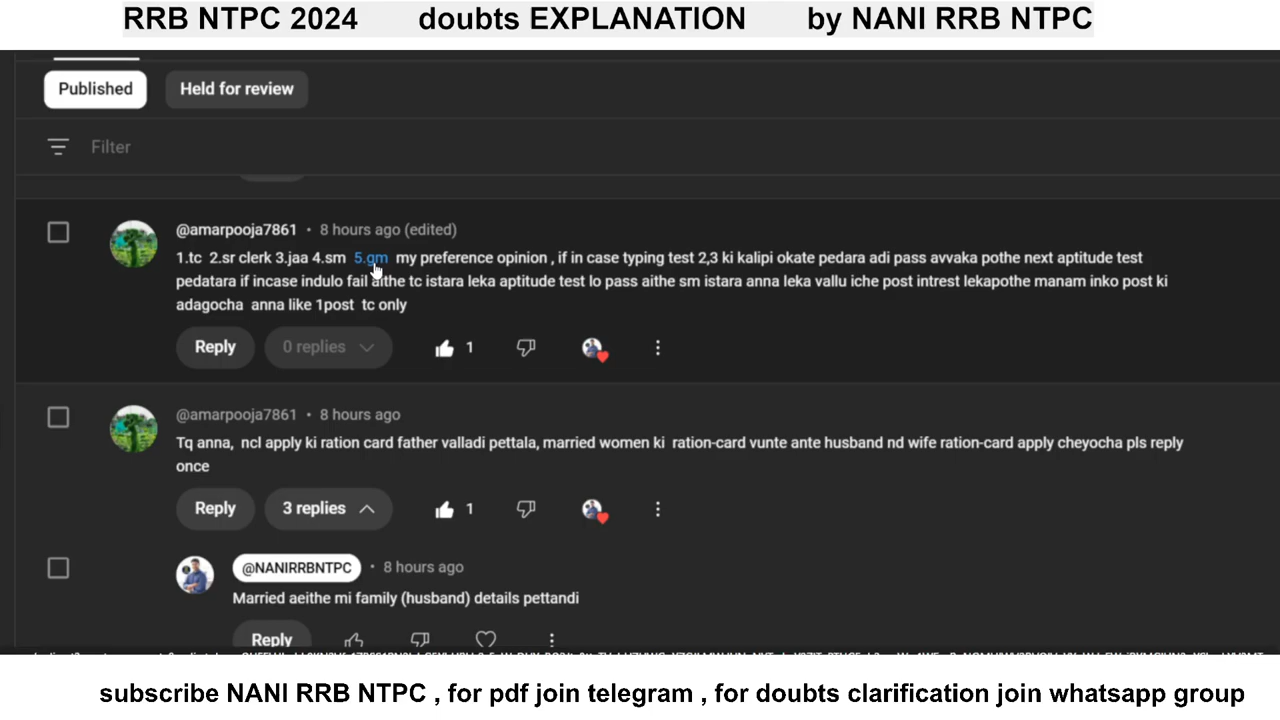 RRB NTPC 2024 doubts EXPLANATION by NANI RRB NTPC
Published Held for review
Filter
@amarpooja7861 • 8 hours ago (edited)
1.tc 2.sr clerk 3.jaa 4.sm 5.gm my preference opinion , if in case typing test 2,3 ki kalipi okate pedara adi pass avvaka pothe next aptitude test
pedatara if incase indulo fail aithe tc istara leka aptitude test lo pass aithe sm istara anna leka vallu iche post intrest lekapothe manam inko post ki
adagocha anna like 1post tc only
Reply 0 replies 1
@amarpooja7861 • 8 hours ago
Tq anna, ncl apply ki ration card father valladi pettala, married women ki ration-card vunte ante husband nd wife ration-card apply cheyocha pls reply
once
Reply 3 replies 1
@NANIRRBNTPC • 8 hours ago
Married aeithe mi family (husband) details pettandi
Reply
subscribe NANI RRB NTPC , for pdf join telegram , for doubts clarification join whatsapp group